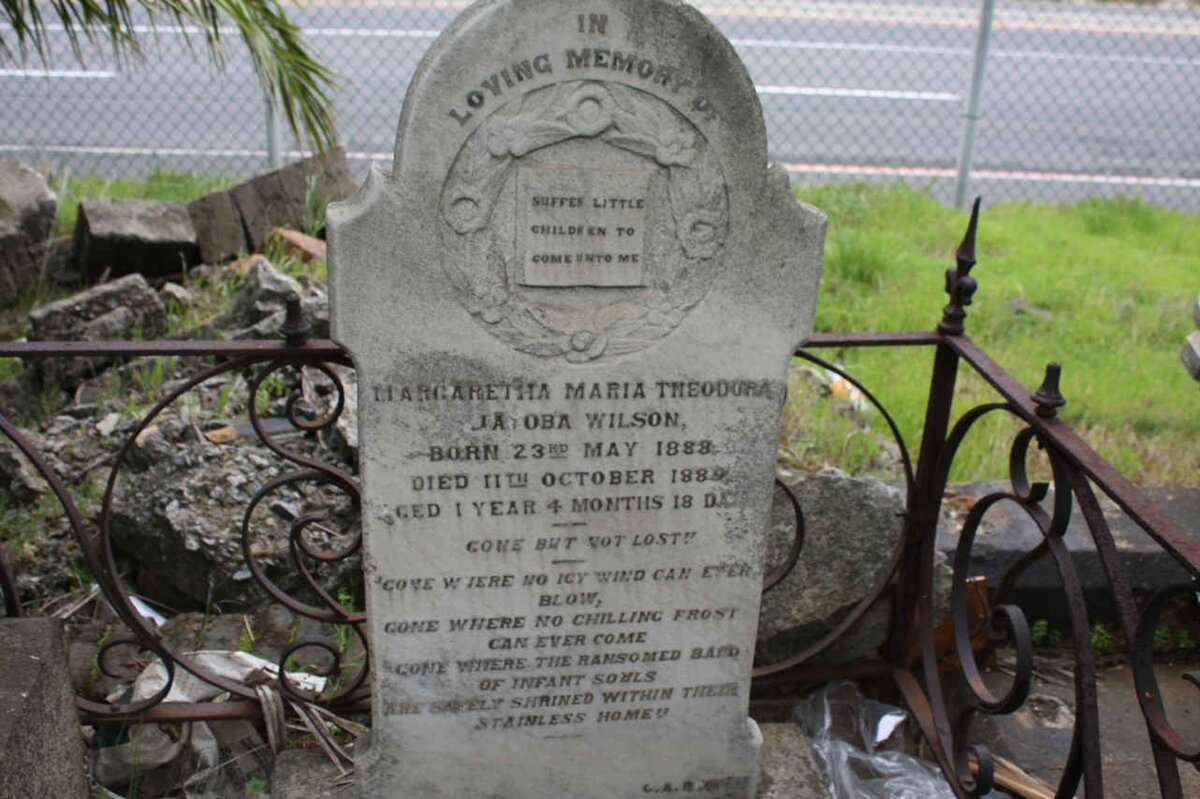 IN
LOVING MEMORY OF
SUFFER LITTLE
CHILDREN TO
COME UNTO ME
MARGARETHA MARIA THEODORA
JACOBA WILSON,
BORN 23RD MAY 1888
DIED 11TH OCTOBER 1889
AGED 1 YEAR 4 MONTHS 18 DA
GONE BUT NOT LOST"
"GONE WHERE NO ICY WIND CAN EVER
BLOW,
GONE WHERE NO CHILLING FROST
CAN EVER COME
GONE WHERE THE RANSOMED BAND
OF INFANT SOULS
ARE SAFELY SHRINED WITHIN THEIR
STAINLESS HOME"